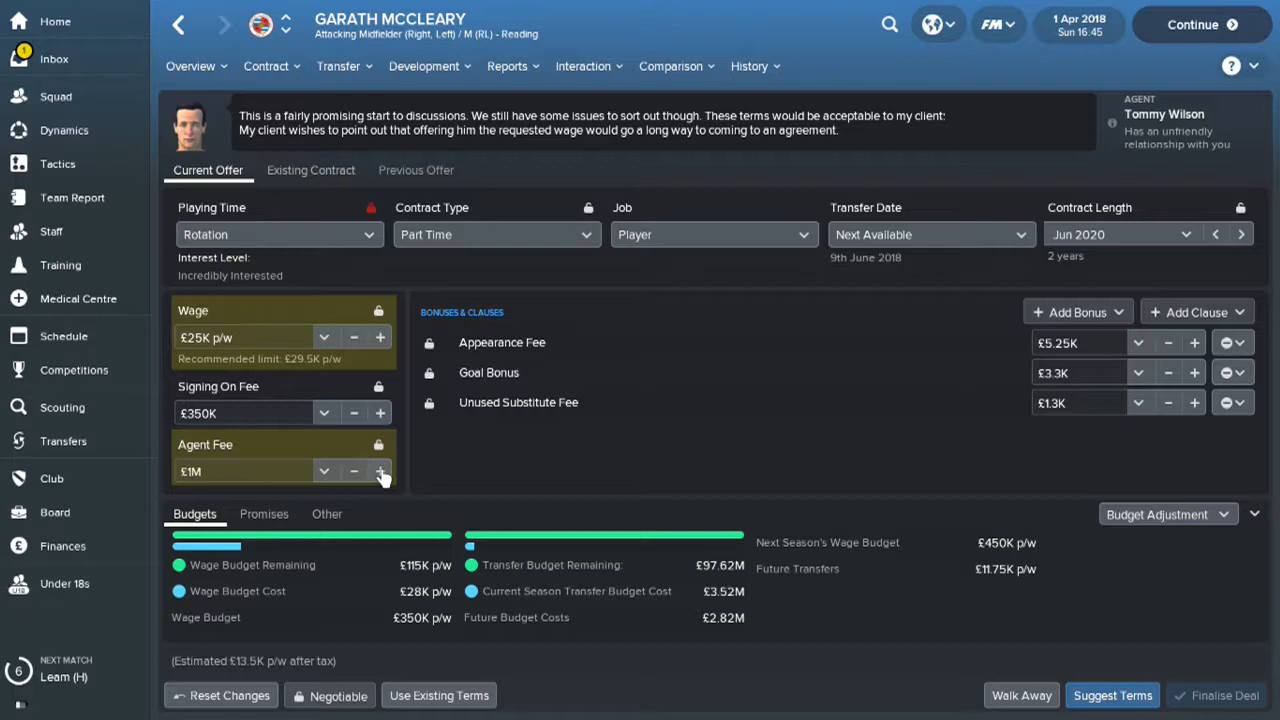 Home
1
Inbox
Squad
Dynamics
Tactics
Team Report
Staff
Training
Medical Centre
Schedule
Competitions
Scouting
Transfers
Club
Board
Finances
U18
Under 18s
6
NEXT MATCH
Leam (H)
GARATH MCCLEARY
Attacking Midfielder (Right, Left) / M (RL) - Reading
FM
1 Apr 2018
Sun 16:45
Continue
Overview
Contract
Transfer
Development
Reports
Interaction
Comparison
History
?
This is a fairly promising start to discussions. We still have some issues to sort out though. These terms would be acceptable to my client:
My client wishes to point out that offering him the requested wage would go a long way to coming to an agreement.
AGENT
Tommy Wilson
Has an unfriendly
relationship with you
Current Offer
Existing Contract
Previous Offer
Playing Time
Contract Type
Job
Transfer Date
Contract Length
Rotation
Part Time
Player
Next Available
Jun 2020
Interest Level:
9th June 2018
2 years
Incredibly Interested
Wage
£25K p/w
Recommended limit: £29.5K p/w
Signing On Fee
£350K
Agent Fee
£1M
BONUSES & CLAUSES
Add Bonus
Add Clause
Appearance Fee
£5.25K
Goal Bonus
£3.3K
Unused Substitute Fee
£1.3K
Budgets
Promises
Other
Budget Adjustment
Wage Budget Remaining
£115K p/w
Wage Budget Cost
£28K p/w
Wage Budget
£350K p/w
Transfer Budget Remaining:
£97.62M
Current Season Transfer Budget Cost
£3.52M
Future Budget Costs
£2.82M
Next Season's Wage Budget
£450K p/w
Future Transfers
£11.75K p/w
(Estimated £13.5K p/w after tax)
Reset Changes
Negotiable
Use Existing Terms
Walk Away
Suggest Terms
Finalise Deal